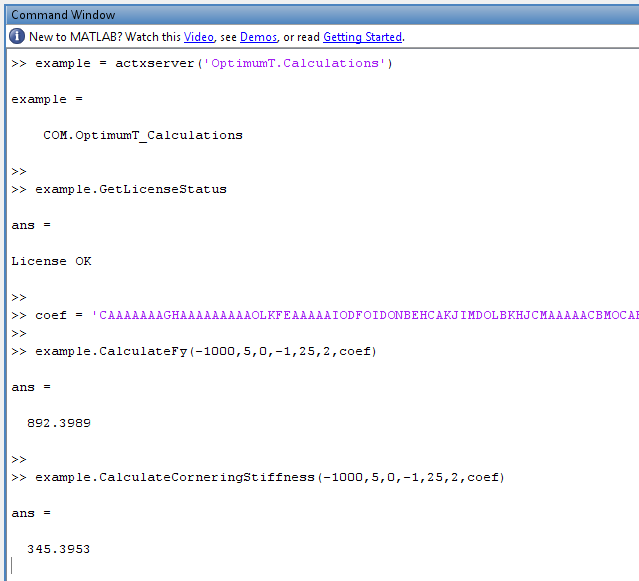 Command Window
New to MATLAB? Watch this Video, see Demos, or read Getting Started.
>> example = actxserver('OptimumT.Calculations')
example =
COM.OptimumT_Calculations
>>
>> example.GetLicenseStatus
ans =
License OK
>>
>> coef = 'CAAAAAAAGHAAAAAAAAAOLKFEAAAAAIODFOIDONBEHCAKJIMDOLBKHJCMAAAAACBMOCAH
>>
>> example.CalculateFy(-1000,5,0,-1,25,2,coef)
ans =
892.3989
>>
>> example.CalculateCorneringStiffness(-1000,5,0,-1,25,2,coef)
ans =
345.3953